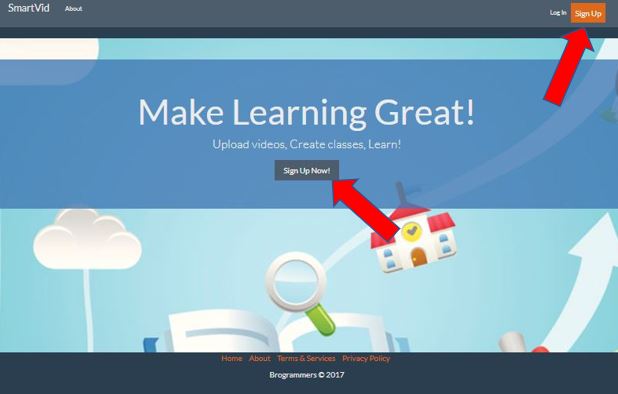 SmartVid About Log In Sign Up
Make Learning Great!
Upload videos, Create classes, Learn!
Sign Up Now!
Home About Terms & Services Privacy Policy
Brogrammers © 2017